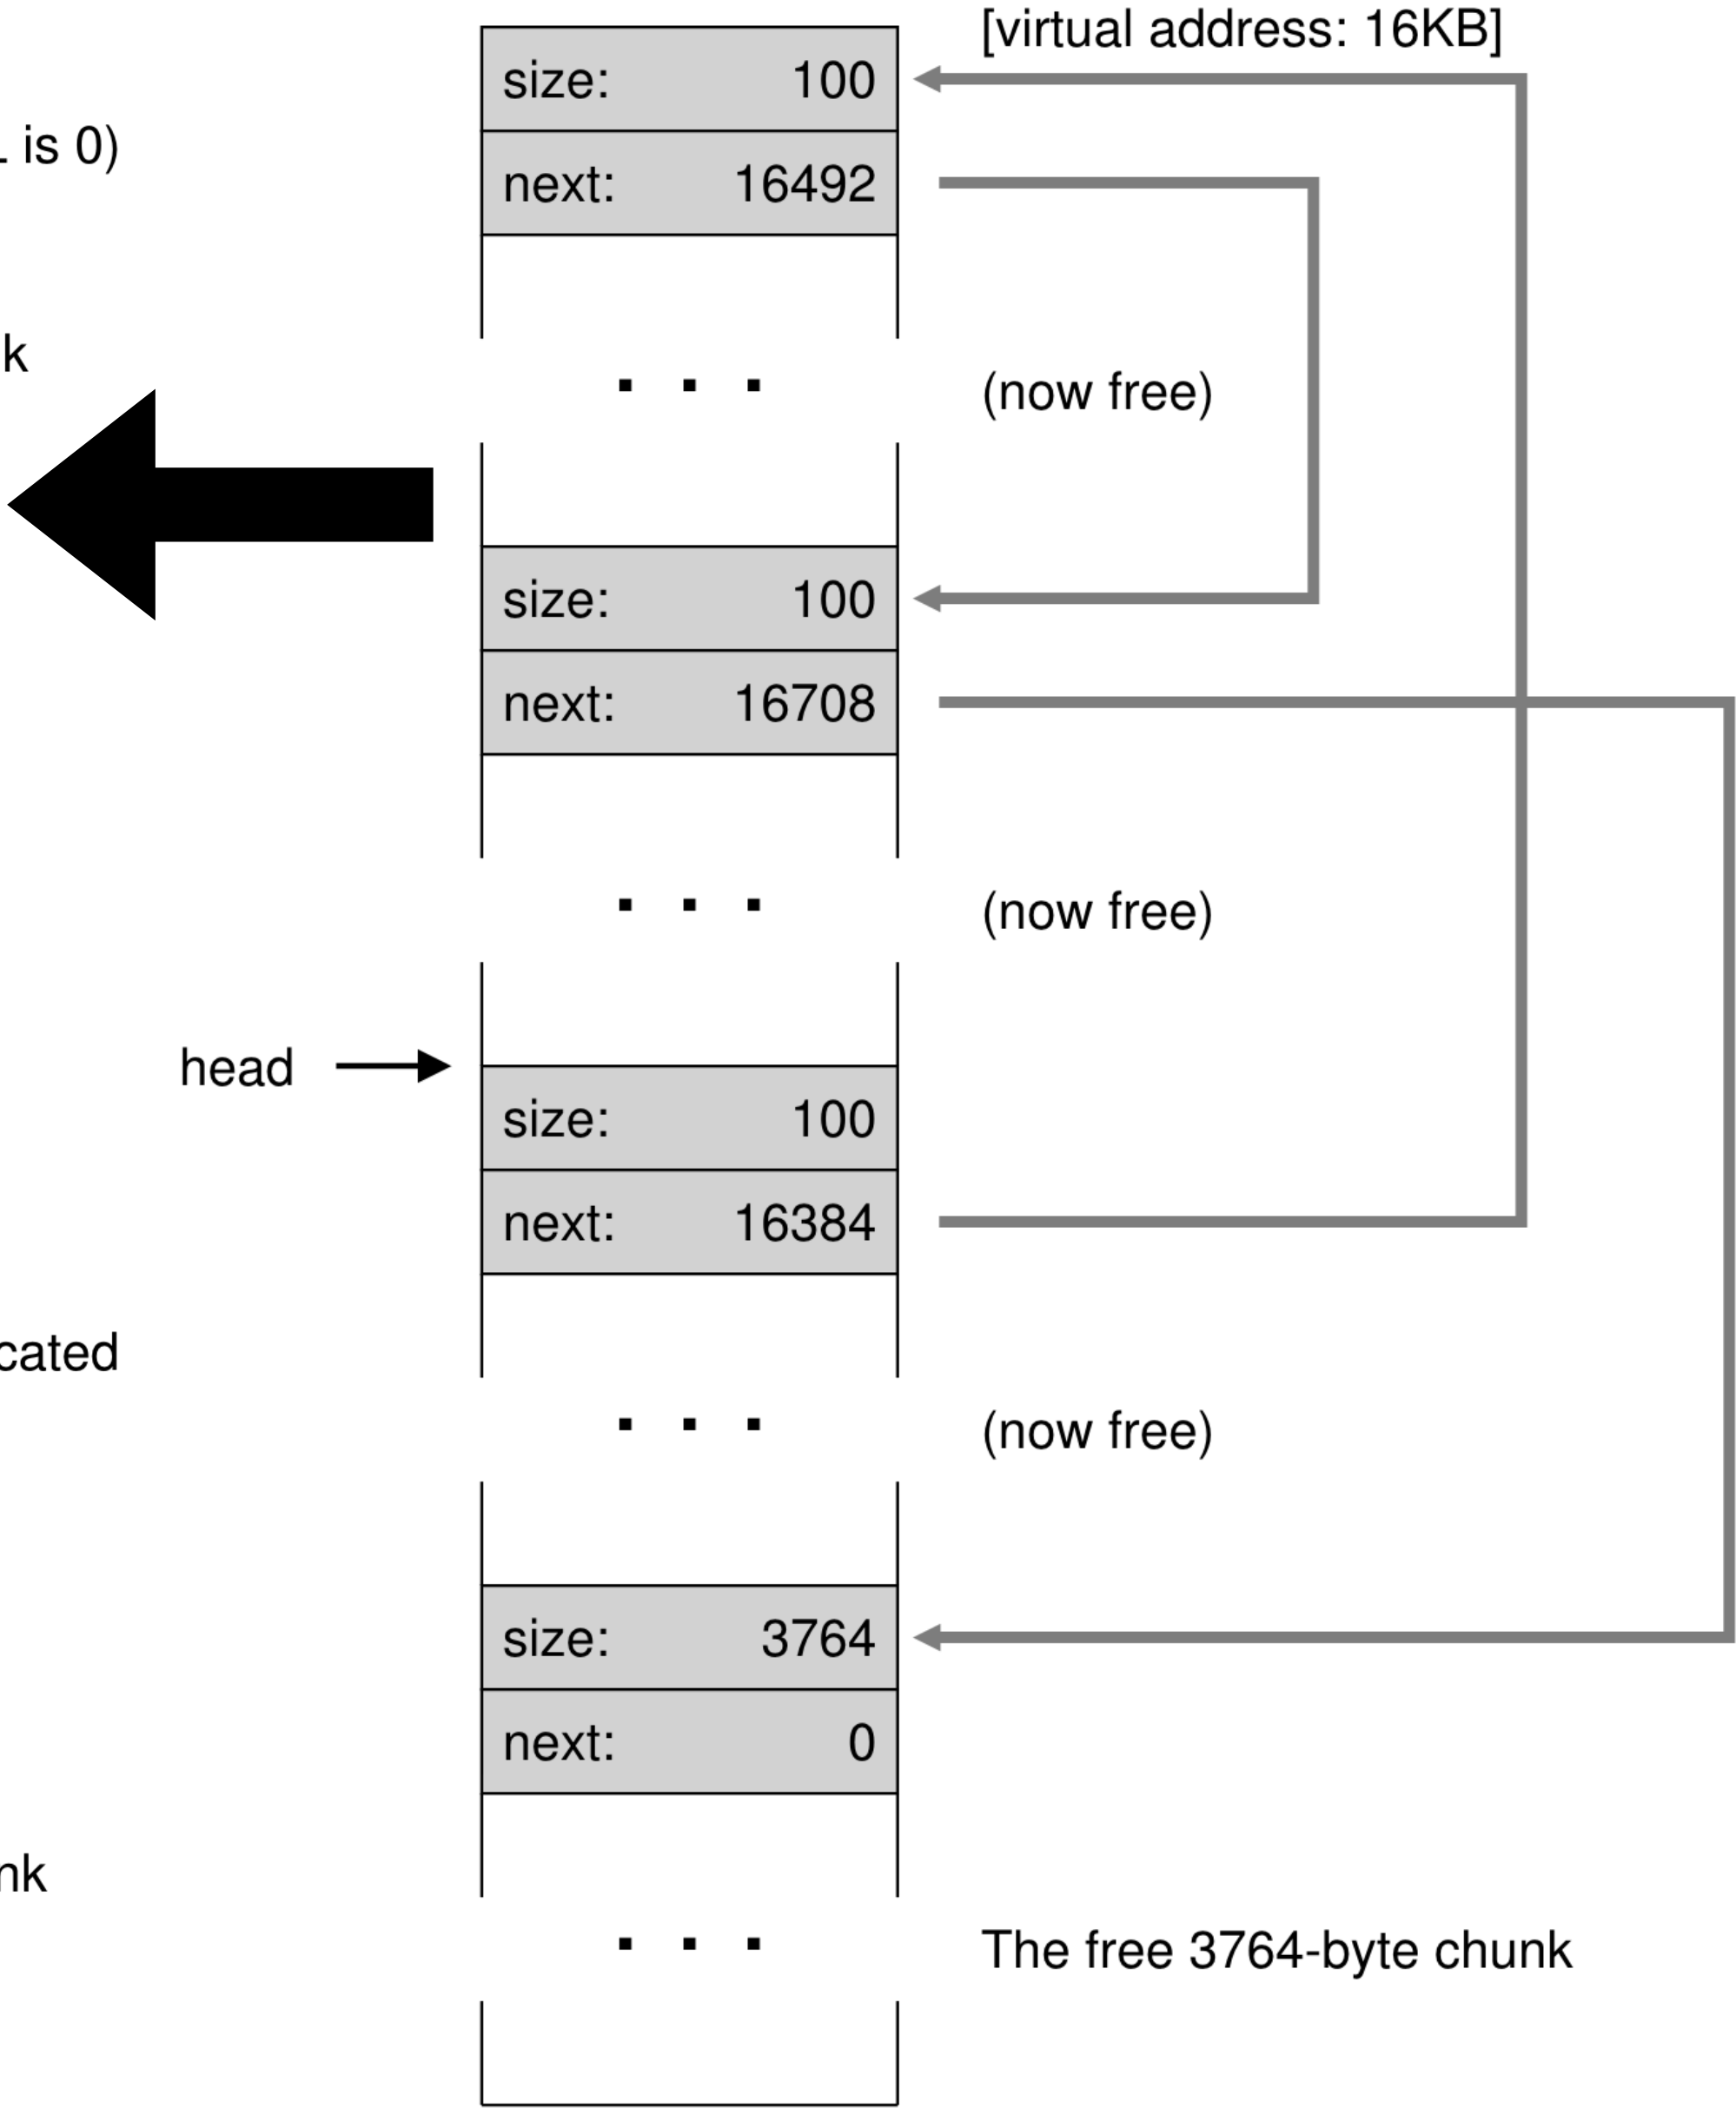 [virtual address: 16KB]
size: 100
is 0)
next: 16492
k
(now free)
size: 100
next: 16708
(now free)
head
size: 100
next: 16384
cated
(now free)
size: 3764
next: 0
nk
The free 3764-byte chunk